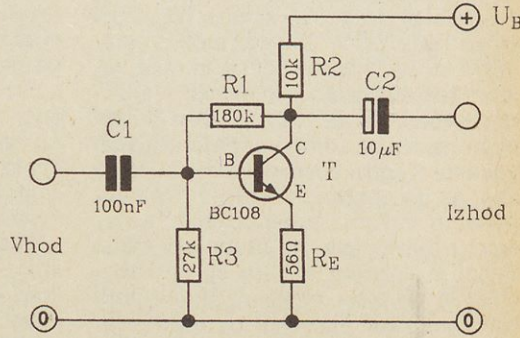 + U_B
10k R2
R1
180k
C2
10µF
C1
100nF
B
C
E
T
BC108
Vhod
Izhod
27k R3
56Ω R_E
0
0